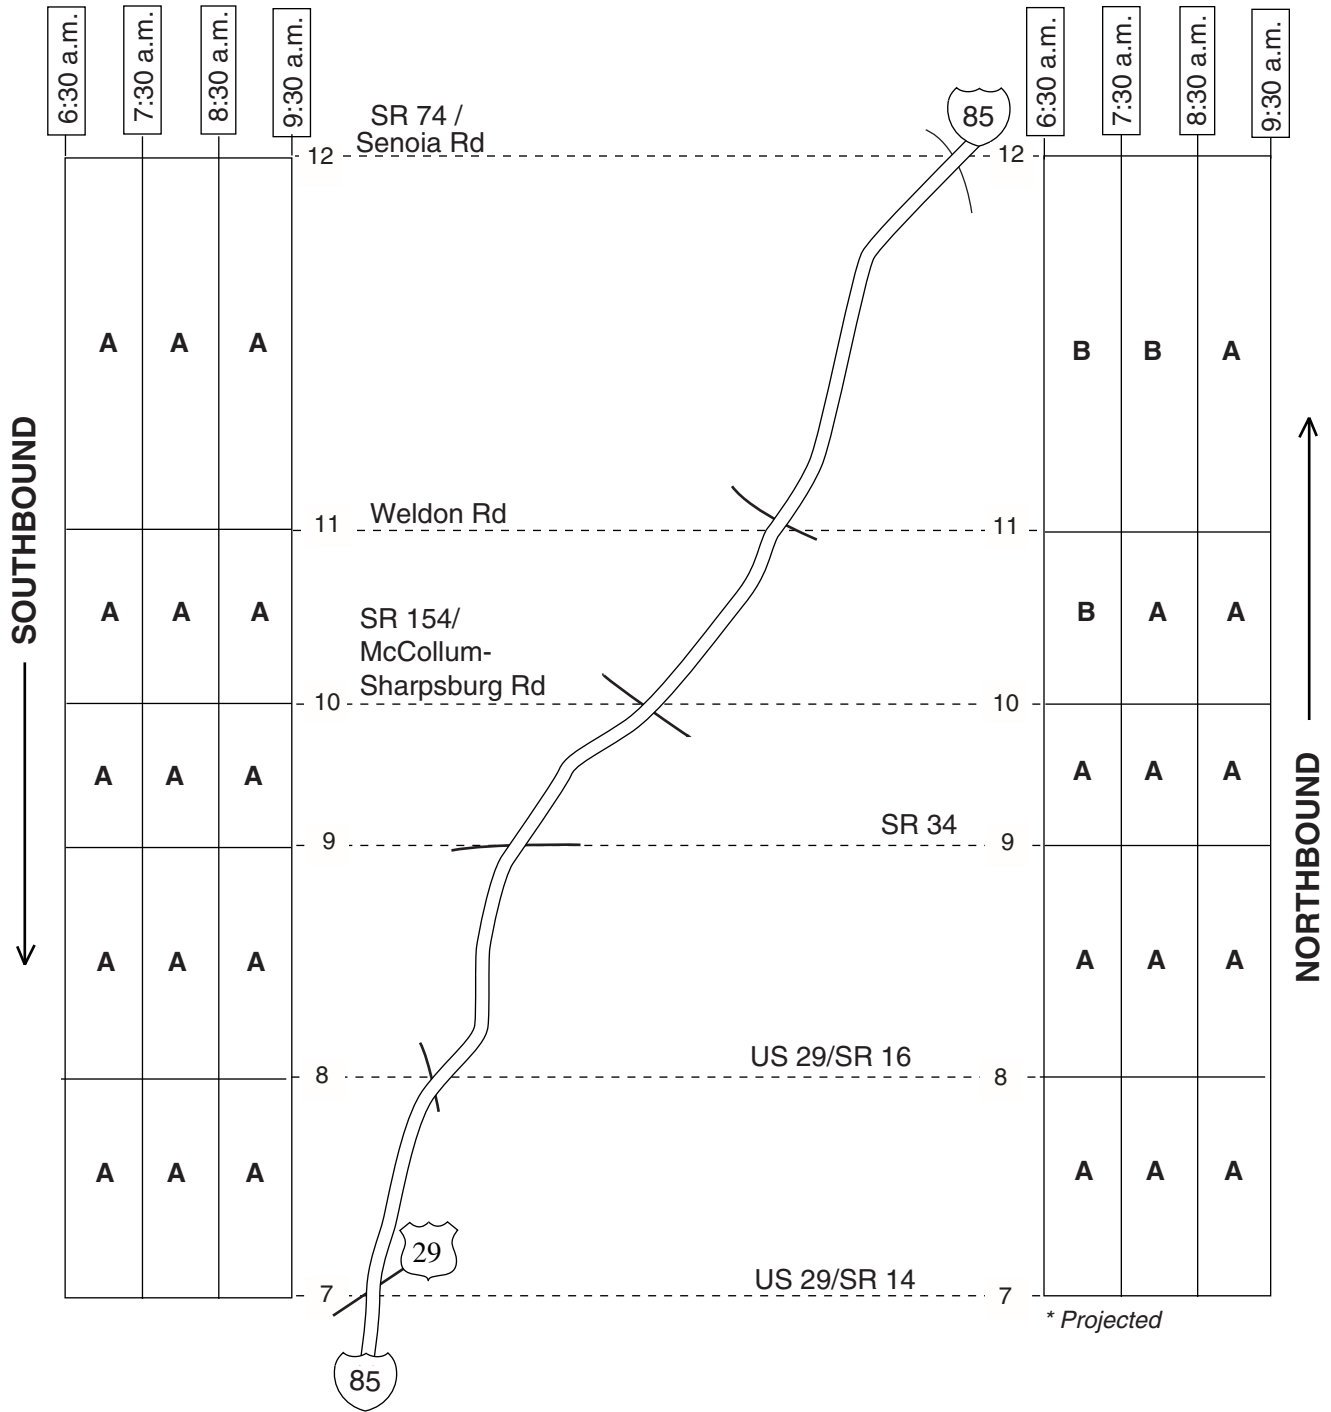 6:30 a.m.
7:30 a.m.
8:30 a.m.
9:30 a.m.
6:30 a.m.
7:30 a.m.
8:30 a.m.
9:30 a.m.
SR 74 /
Senoia Rd
85
12
12
A A A
B B A
SOUTHBOUND
11
Weldon Rd
11
A A A
SR 154/
McCollum-
Sharpsburg Rd
B A A
10
10
A A A
A A A
NORTHBOUND
9
SR 34
9
A A A
A A A
8
US 29/SR 16
8
A A A
A A A
29
7
US 29/SR 14
7
* Projected
85